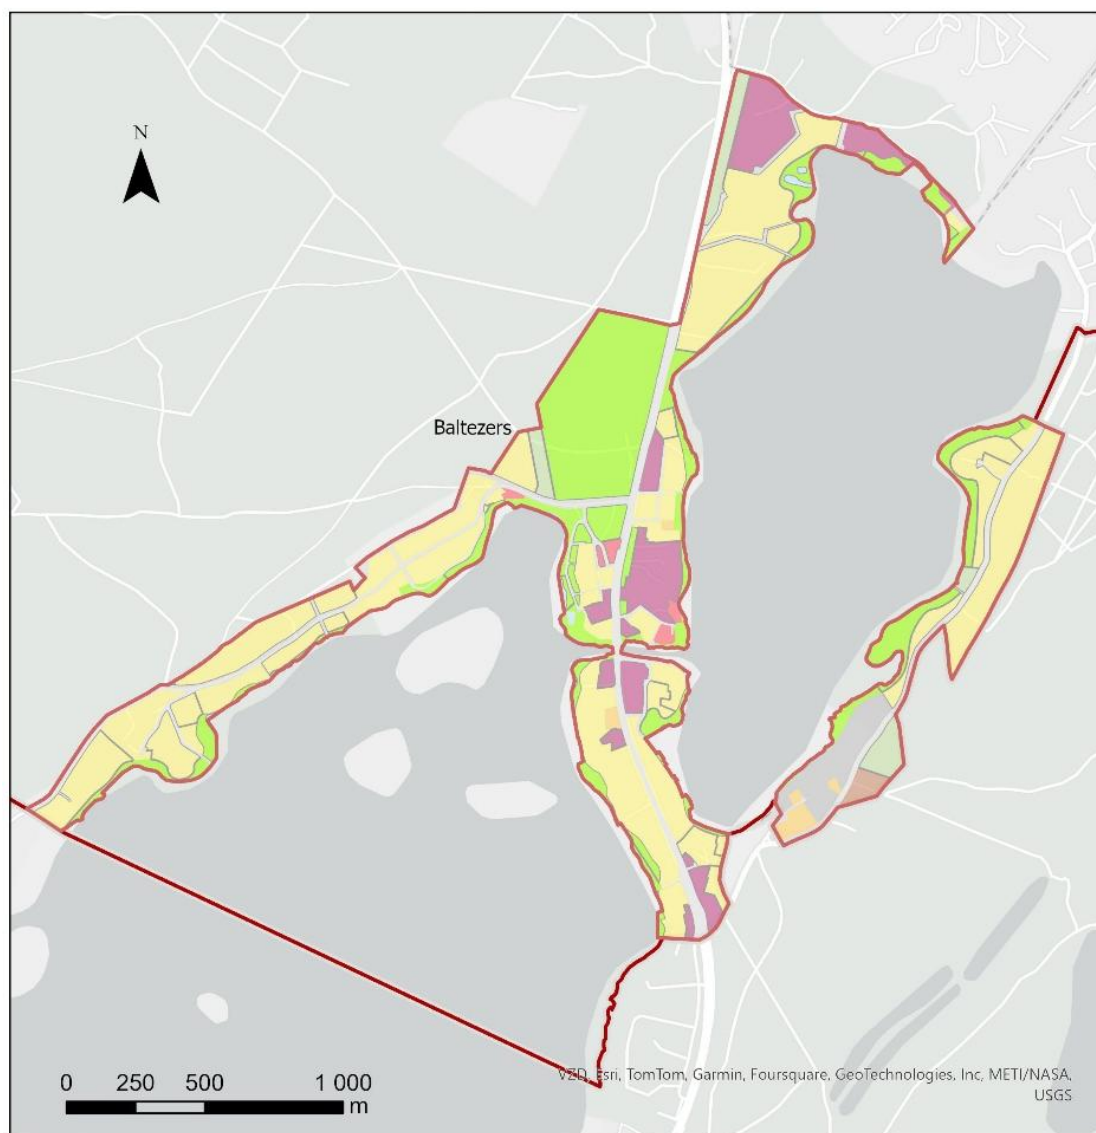 N
Baltezers
0 250 500 1 000
m
VZD, Esri, TomTom, Garmin, Foursquare, GeoTechnologies, Inc, METI/NASA,
USGS